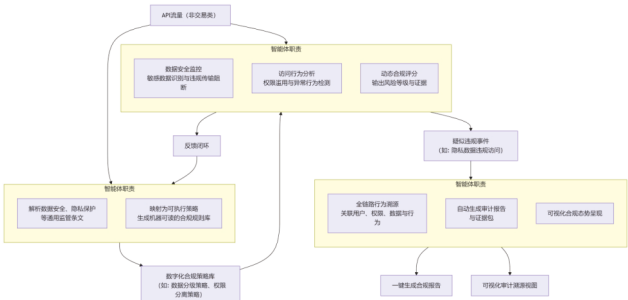 API流量（非交易类）
智能体职责
数据安全监控
敏感数据识别与违规传输阻
断
访问行为分析
权限滥用与异常行为检测
动态合规评分
输出风险等级与证据
反馈闭环
疑似违规事件
（如: 隐私数据违规访问）
智能体职责
解析数据安全、隐私保护
等通用监管条文
映射为可执行策略
生成机器可读的合规规则库
智能体职责
全链路行为溯源
关联用户、权限、数据与行
为
自动生成审计报告
与证据包
可视化合规态势呈现
数字化合规策略库
（如: 数据分级策略、权限
分离策略）
一键生成合规报告
可视化审计溯源视图